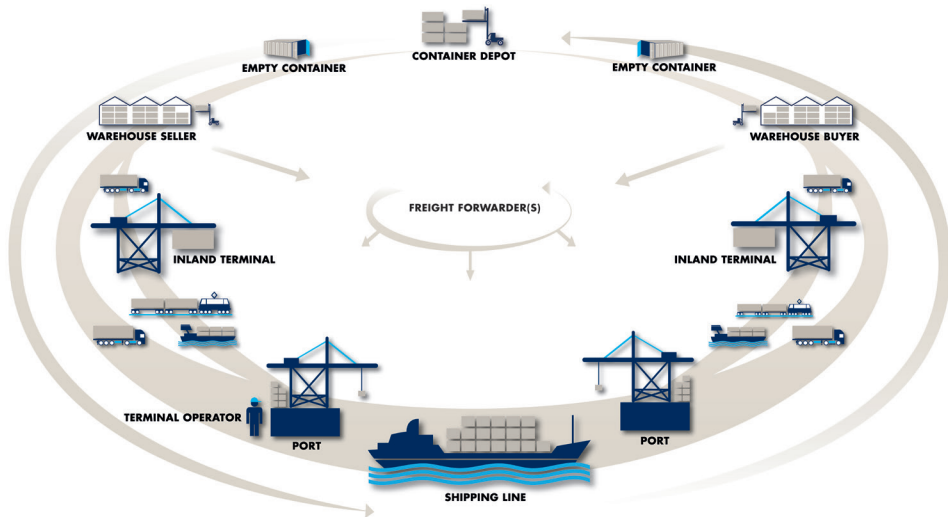 CONTAINER DEPOT
EMPTY CONTAINER
EMPTY CONTAINER
WAREHOUSE SELLER
WAREHOUSE BUYER
FREIGHT FORWARDER(S)
INLAND TERMINAL
INLAND TERMINAL
TERMINAL OPERATOR
PORT
PORT
SHIPPING LINE